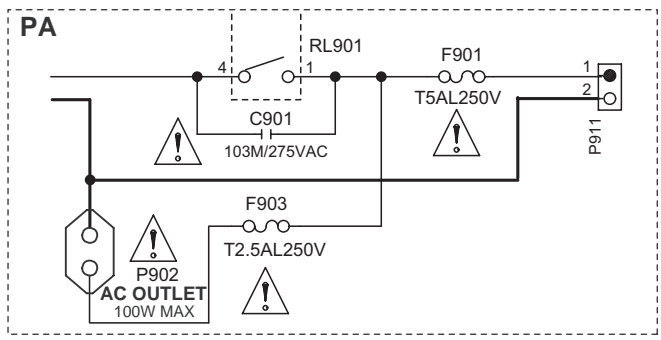 PA
RL901
4
1
F901
1
T5AL250V
2
C901
103M/275VAC
P911
F903
T2.5AL250V
P902
AC OUTLET
100W MAX
!
!
!
!